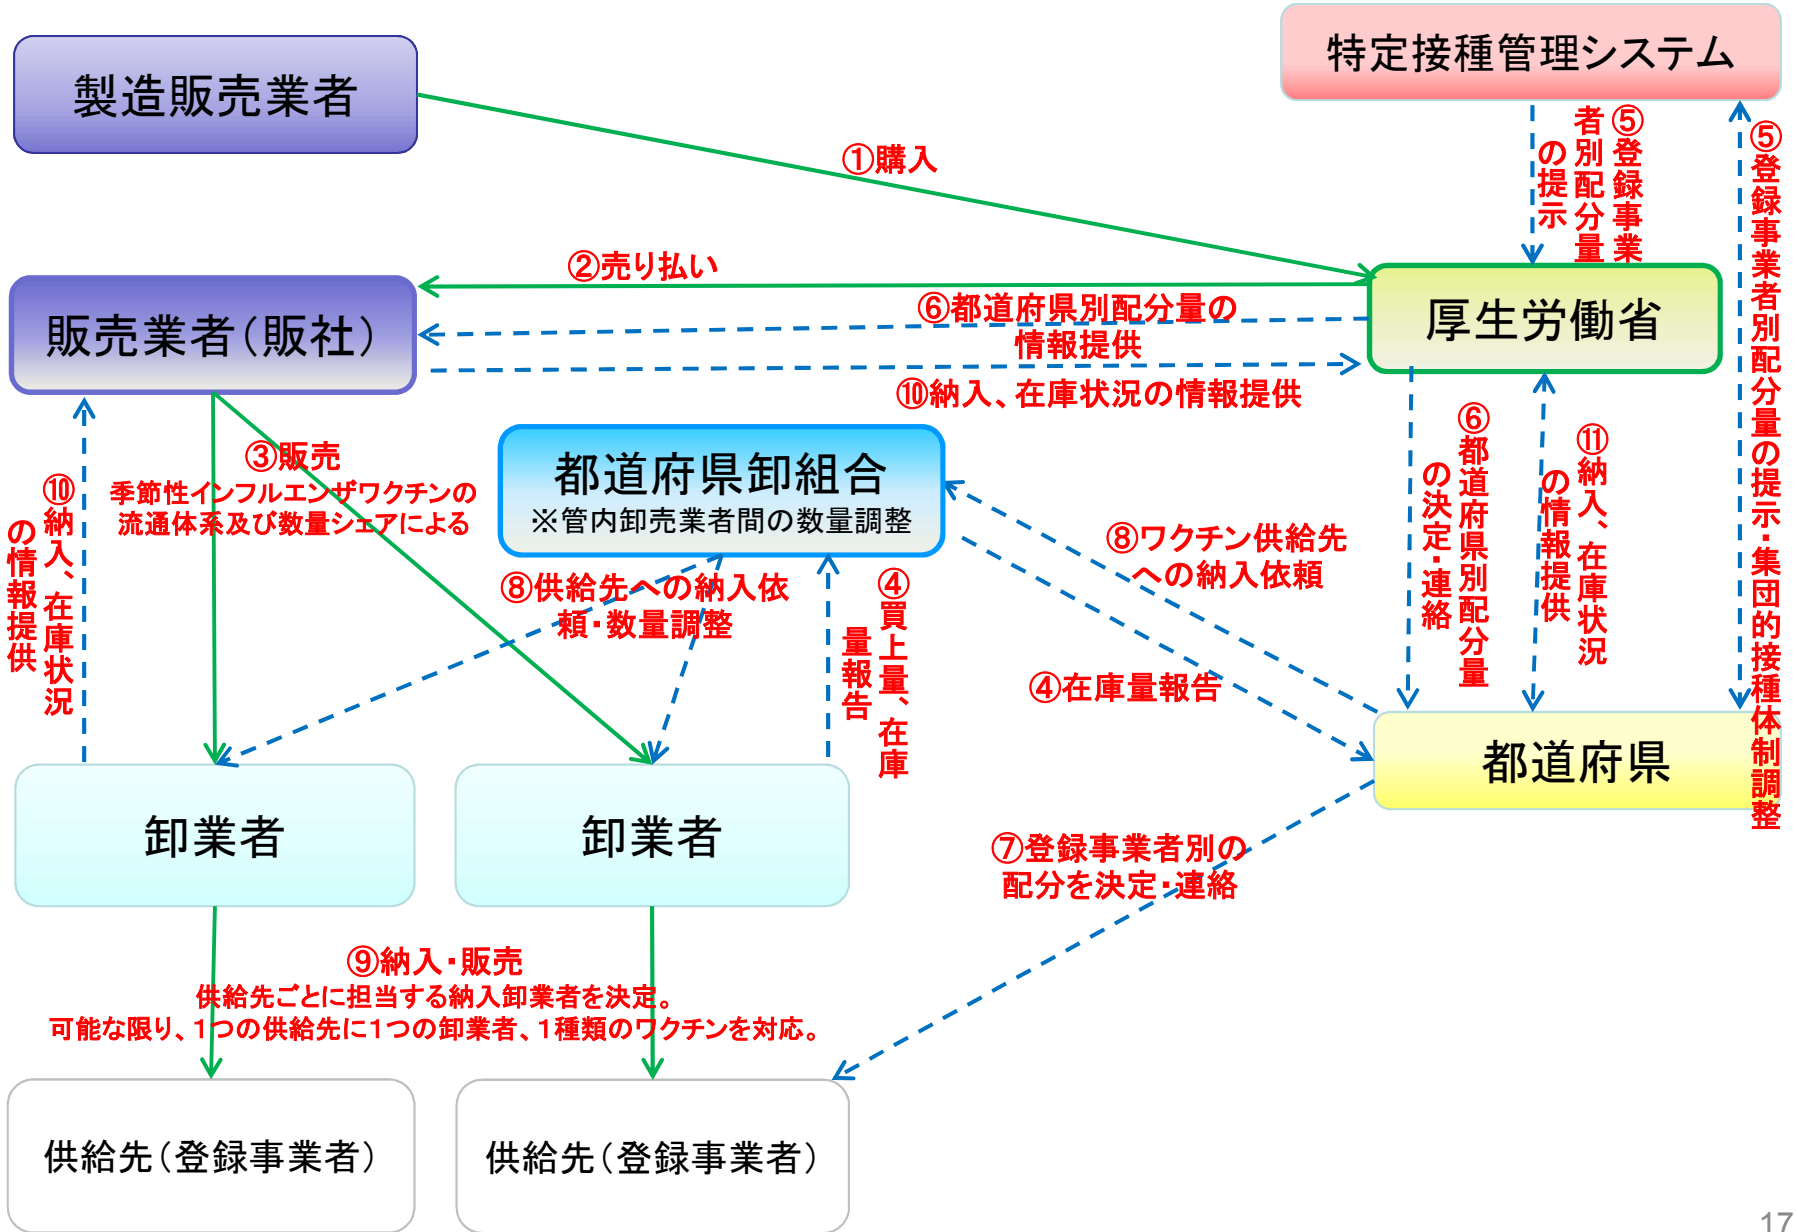 製造販売業者
特定接種管理システム
①購入
⑤登録事業
者別配分量
の提示
⑤登録事業者別配分量の提示・集団的接種体制調整
②売り払い
販売業者（販社）
厚生労働省
⑥都道府県別配分量の
情報提供
⑩納入、在庫状況の情報提供
③販売
季節性インフルエンザワクチンの
流通体系及び数量シェアによる
⑩納入、在庫状況
の情報提供
都道府県卸組合
※管内卸売業者間の数量調整
⑥都道府県別配分量
の決定・連絡
⑪納入、在庫状況
の情報提供
⑧ワクチン供給先
への納入依頼
⑧供給先への納入依
頼・数量調整
④買上量、在庫
量報告
④在庫量報告
都道府県
卸業者
卸業者
⑦登録事業者別の
配分を決定・連絡
⑨納入・販売
供給先ごとに担当する納入卸業者を決定。
可能な限り、１つの供給先に１つの卸業者、１種類のワクチンを対応。
供給先（登録事業者）
供給先（登録事業者）
17